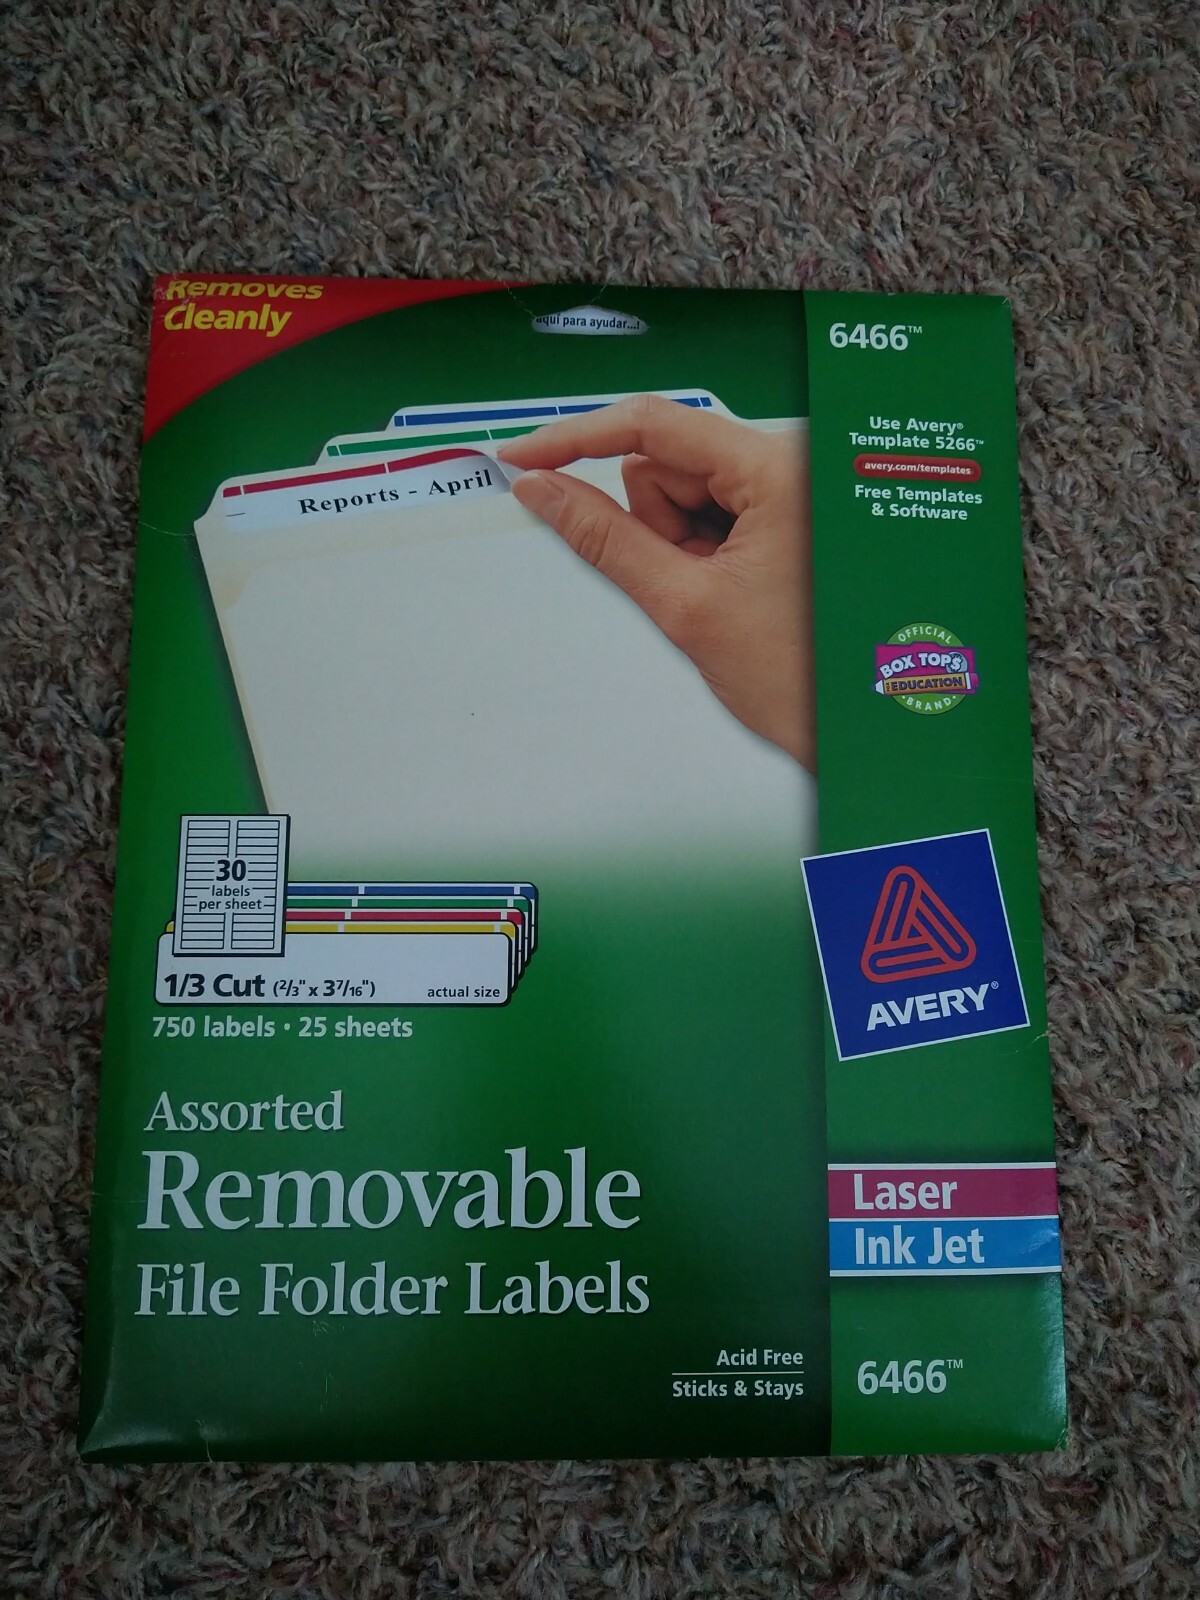 Removes
Cleanly
aquí para ayudar...!
6466™
Use Avery®
Template 5266™
avery.com/templates
Free Templates
& Software
Reports - April
OFFICIAL
BOX TOPS
FOR EDUCATION
BRAND
30
labels
per sheet
1/3 Cut (2/3" x 3 7/16")
actual size
750 labels • 25 sheets
AVERY®
Assorted
Removable
File Folder Labels
Laser
Ink Jet
Acid Free
Sticks & Stays
6466™